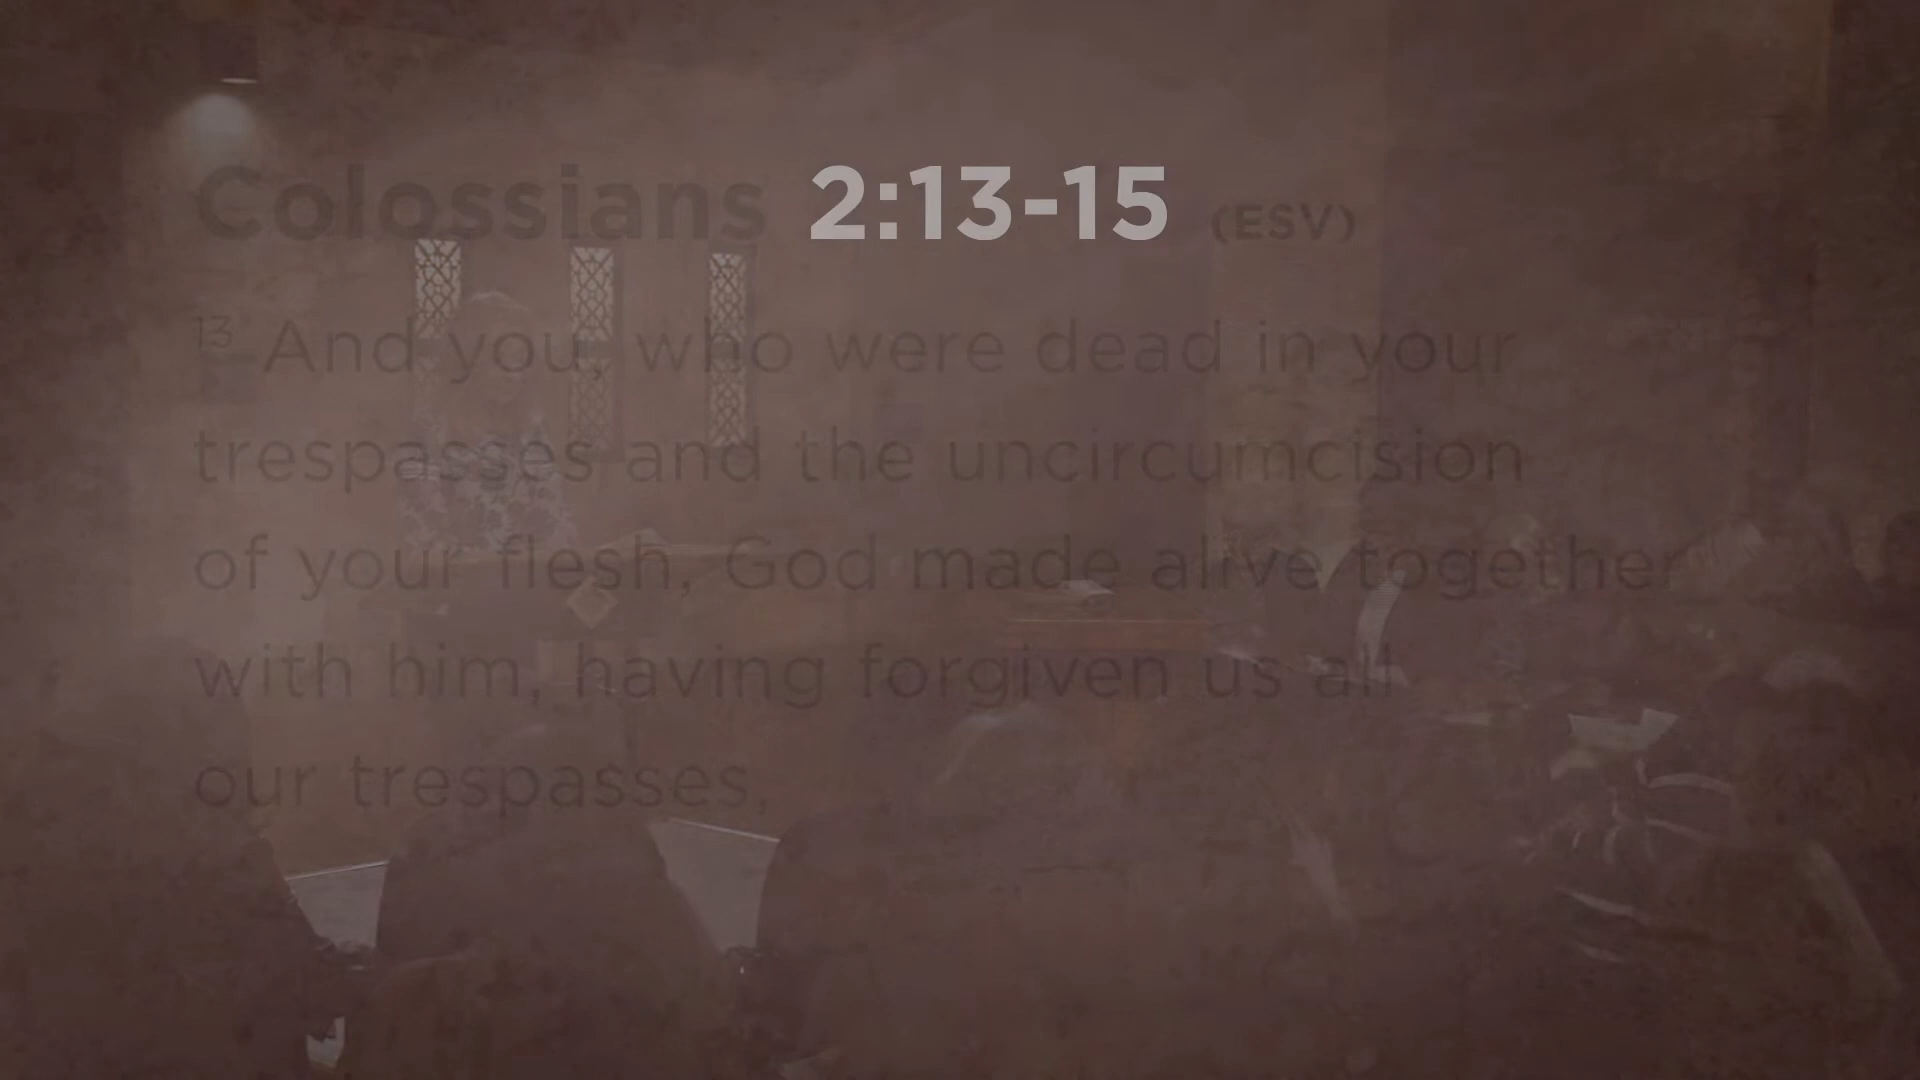 Colossians 2:13-15 (ESV)
13 And you, who were dead in your
trespasses and the uncircumcision
of your flesh, God made alive together
with him, having forgiven us all
our trespasses,